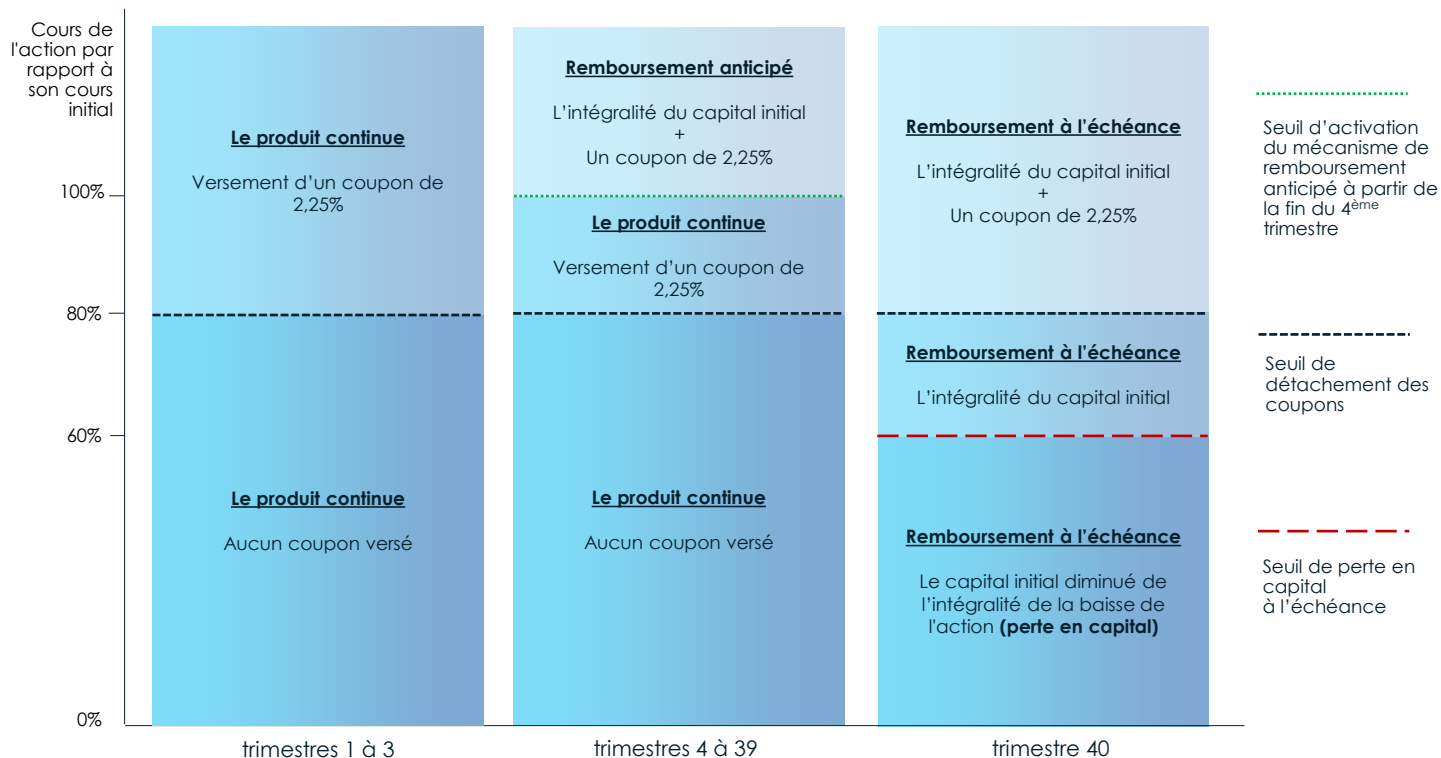 Cours de
l'action par
rapport à
son cours
initial
100%
80%
60%
0%
Le produit continue
Versement d’un coupon de
2,25%
Le produit continue
Aucun coupon versé
trimestres 1 à 3
Remboursement anticipé
L’intégralité du capital initial
+
Un coupon de 2,25%
Le produit continue
Versement d’un coupon de
2,25%
Le produit continue
Aucun coupon versé
trimestres 4 à 39
Remboursement à l’échéance
L’intégralité du capital initial
+
Un coupon de 2,25%
Remboursement à l’échéance
L’intégralité du capital initial
Remboursement à l’échéance
Le capital initial diminué de
l’intégralité de la baisse de
l'action (perte en capital)
trimestre 40
Seuil d’activation
du mécanisme de
remboursement
anticipé à partir de
la fin du 4ème
trimestre
Seuil de
détachement des
coupons
Seuil de perte en
capital
à l’échéance